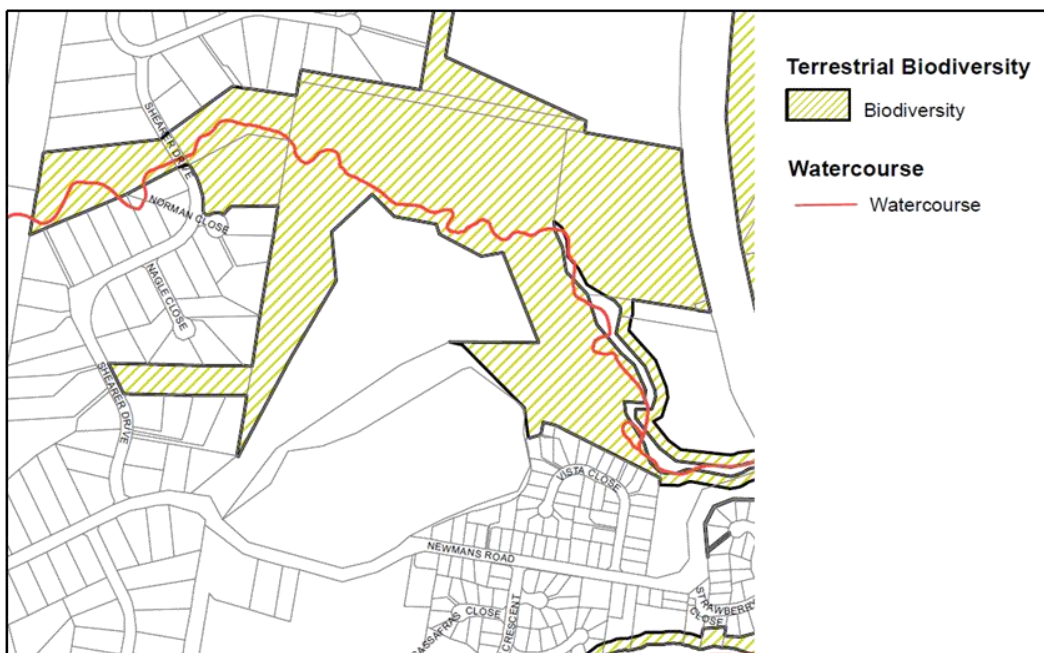 SHEARER DRIVE
NORMAN CLOSE
NAGLE CLOSE
SHEARER DRIVE
VISTA CLOSE
NEWMANS ROAD
CLOSE
CRESCENT
STRAWBERRY
CLOSE
Terrestrial Biodiversity
Biodiversity
Watercourse
Watercourse